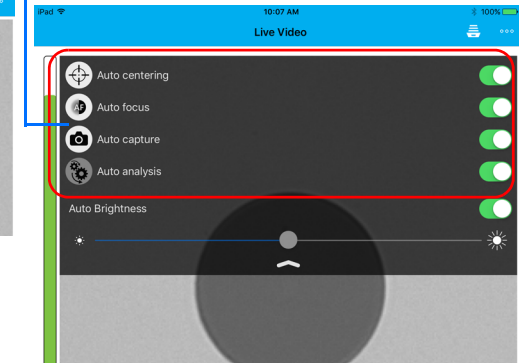 iPad 10:07 AM 100%
Live Video
Auto centering
AF Auto focus
Auto capture
Auto analysis
Auto Brightness